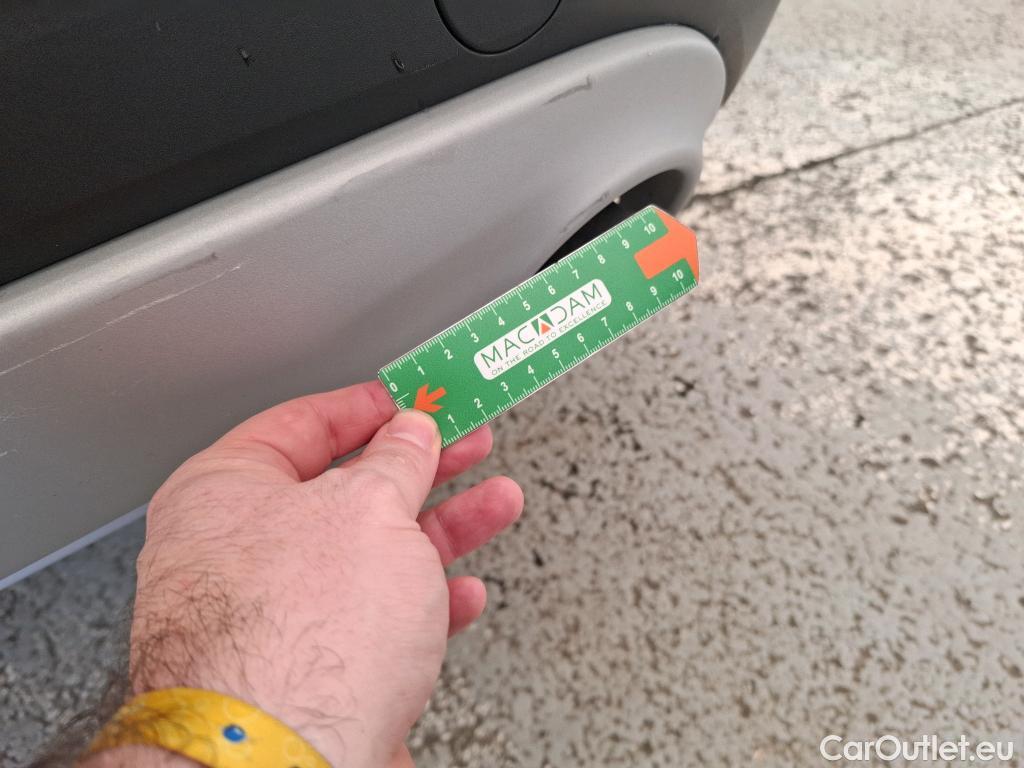 0 1 2 3 4 5 6 7 8 9 10
MACADAM
ON THE ROAD TO EXCELLENCE
1 2 3 4 5 6 7 8 9 10
CarOutlet.eu